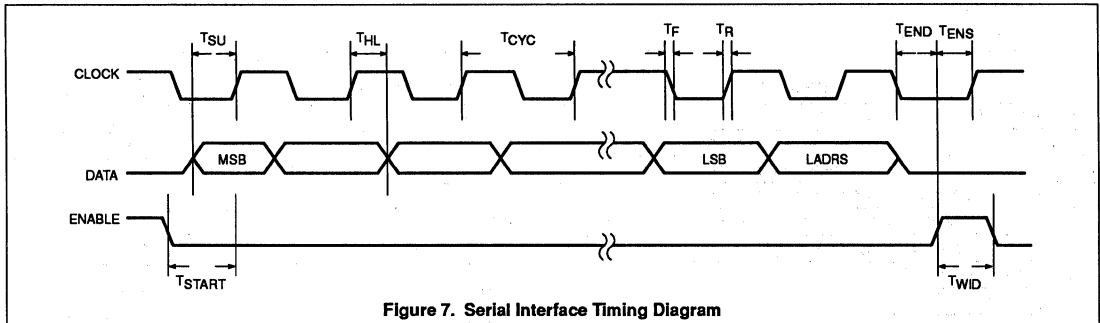 TSU THL TCYC TF TR TEND TENS
CLOCK
MSB LSB LADRS
DATA
ENABLE
TSTART TWID
Figure 7. Serial Interface Timing Diagram